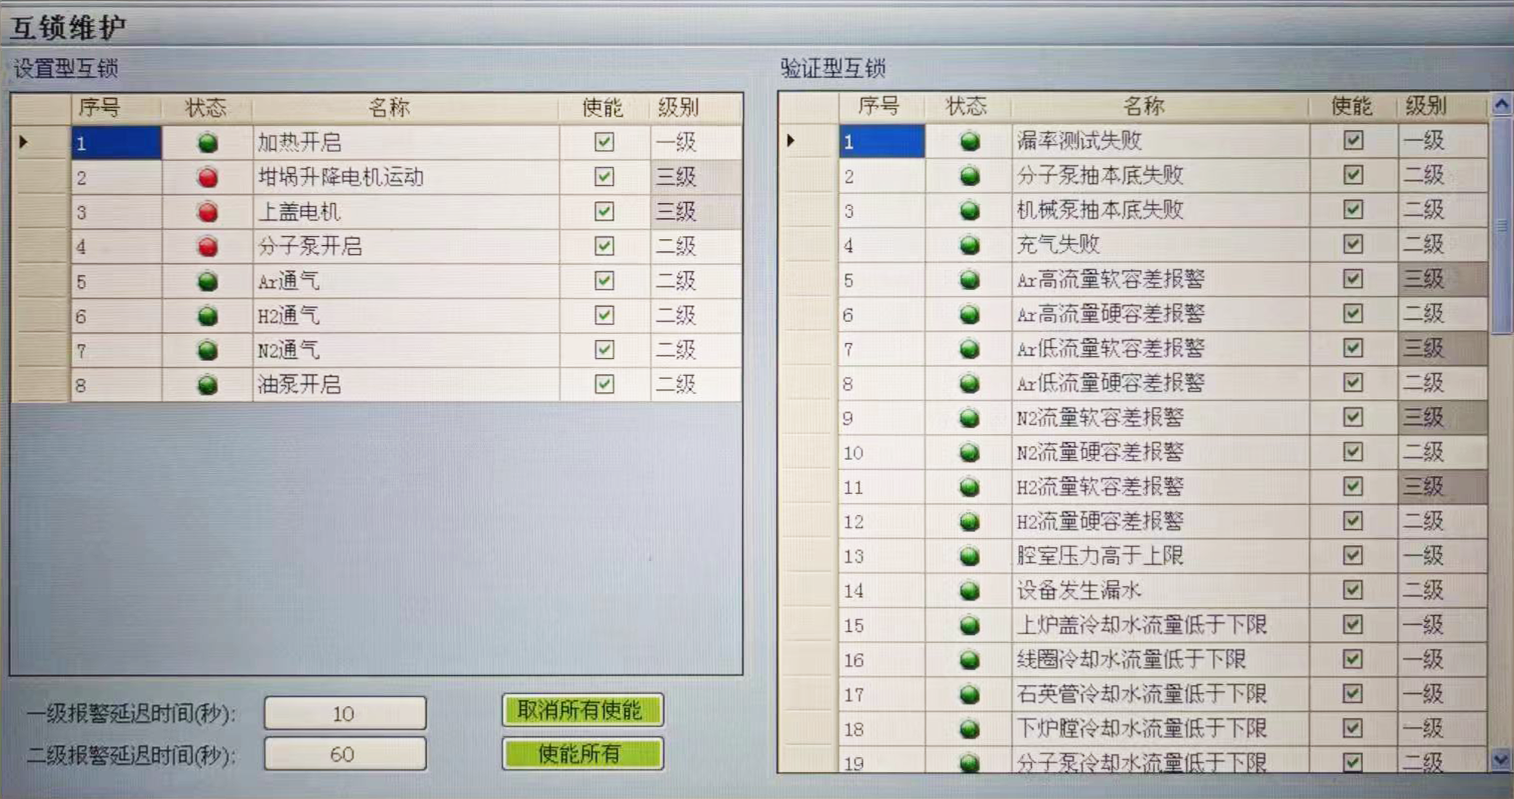 互锁维护
设置型互锁
序号 状态 名称 使能 级别
1 加热开启 一级
2 坩埚升降电机运动 三级
3 上盖电机 三级
4 分子泵开启 二级
5 Ar通气 二级
6 H2通气 二级
7 N2通气 二级
8 油泵开启 二级
一级报警延迟时间(秒): 10 取消所有使能
二级报警延迟时间(秒): 60 使能所有
验证型互锁
序号 状态 名称 使能 级别
1 漏率测试失败 一级
2 分子泵抽本底失败 二级
3 机械泵抽本底失败 二级
4 充气失败 二级
5 Ar高流量软容差报警 三级
6 Ar高流量硬容差报警 二级
7 Ar低流量软容差报警 三级
8 Ar低流量硬容差报警 二级
9 N2流量软容差报警 三级
10 N2流量硬容差报警 二级
11 H2流量软容差报警 三级
12 H2流量硬容差报警 二级
13 腔室压力高于上限 一级
14 设备发生漏水 二级
15 上炉盖冷却水流量低于下限 一级
16 线圈冷却水流量低于下限 一级
17 石英管冷却水流量低于下限 一级
18 下炉膛冷却水流量低于下限 一级
19 分子泵冷却水流量低于下限 二级